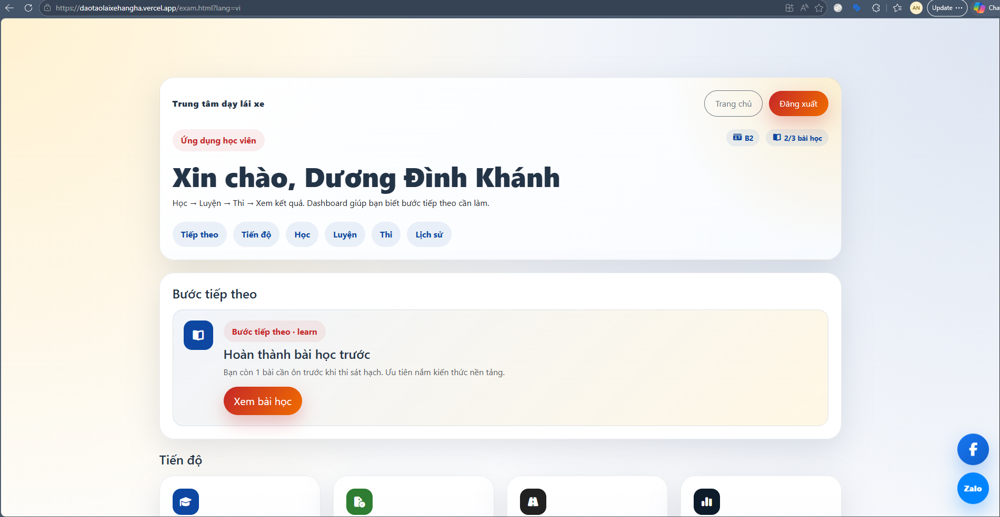 https://daotaolaixehangha.vercel.app/exam.html?lang=vi
AN
Update
Trung tâm dạy lái xe
Trang chủ
Đăng xuất
Ứng dụng học viên
B2
2/3 bài học
Xin chào, Dương Đình Khánh
Học → Luyện → Thi → Xem kết quả. Dashboard giúp bạn biết bước tiếp theo cần làm.
Tiếp theo
Tiến độ
Học
Luyện
Thi
Lịch sử
Bước tiếp theo
Bước tiếp theo · learn
Hoàn thành bài học trước
Bạn còn 1 bài cần ôn trước khi thi sát hạch. Ưu tiên nắm kiến thức nền tảng.
Xem bài học
Tiến độ
Zalo